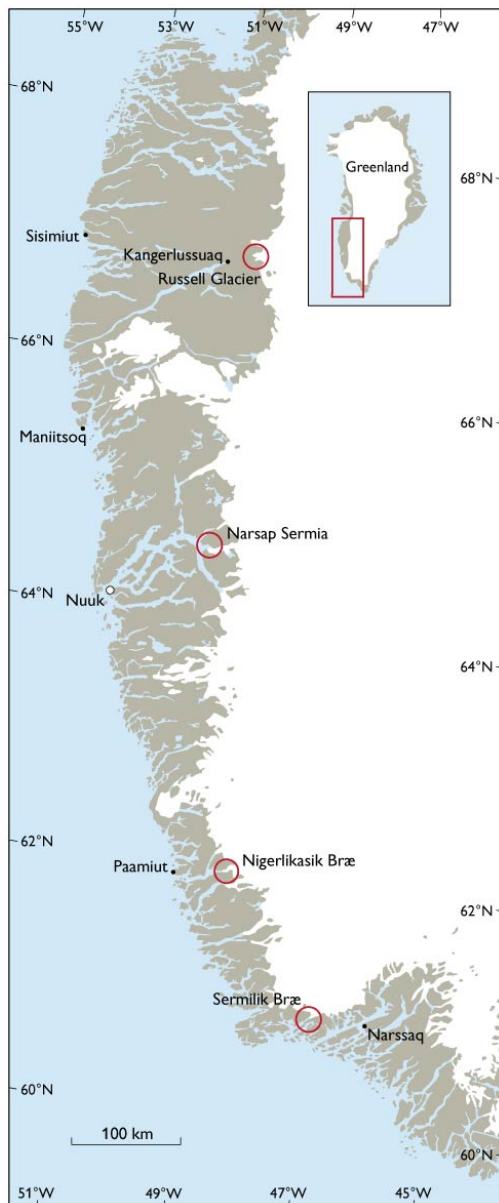 55°W 53°W 51°W 49°W 47°W
68°N
Greenland
68°N
Sisimiut
Kangerlussuaq
Russell Glacier
66°N
66°N
Maniitsoq
Narsap Sermia
64°N
Nuuk
64°N
62°N
Paamiut
Nigerlikasik Bræ
62°N
Sermilik Bræ
Narssaq
60°N
100 km
60°N
51°W 49°W 47°W 45°W